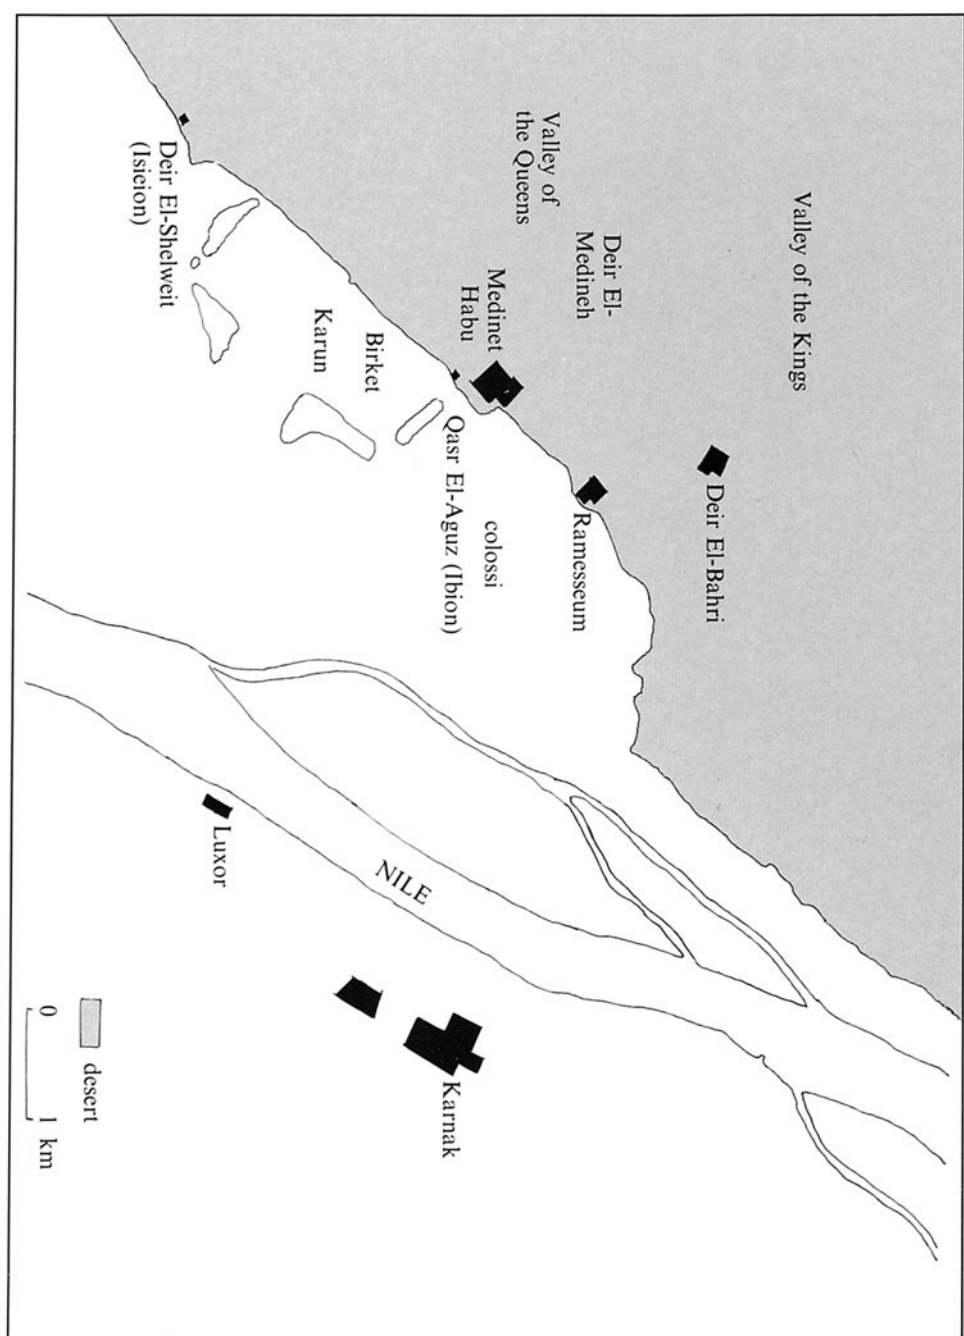 Valley of the Kings
Deir El-Bahri
Deir El-
Medineh
Valley of
the Queens
Ramesseum
Medinet
Habu
colossi
Qasr El-Aguz (Ibion)
Birket
Karun
Deir El-Shelweit
(Isieion)
NILE
Luxor
Karnak
desert
0 1 km